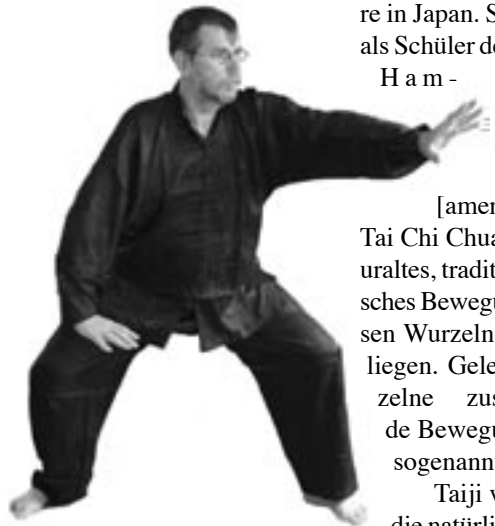 re in Japan. S
als Schüler de
H a m -
[amer
Tai Chi Chua
uraltes, tradit
sches Bewegu
sen Wurzeln
liegen. Gele
zelne zus
de Bewegu
sogenannt
Taiji v
die natürli